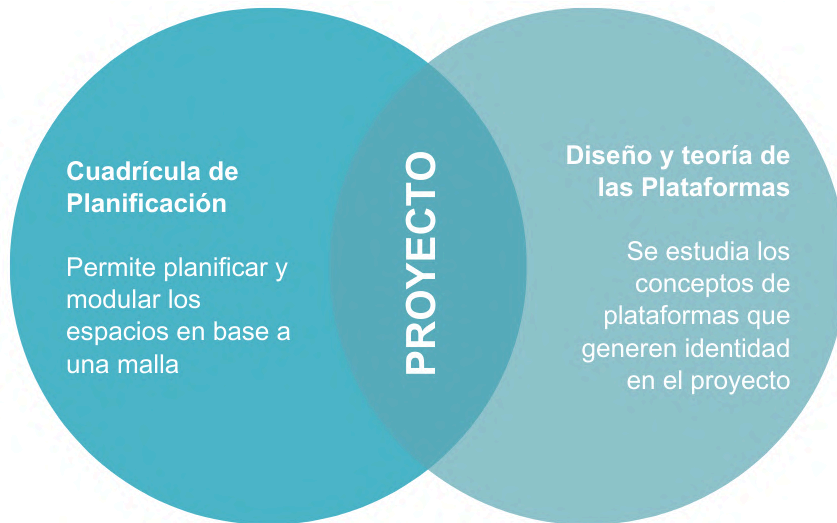 Cuadrícula de
Planificación
Permite planificar y
modular los
espacios en base a
una malla
PROYECTO
Diseño y teoría de
las Plataformas
Se estudia los
conceptos de
plataformas que
generen identidad
en el proyecto